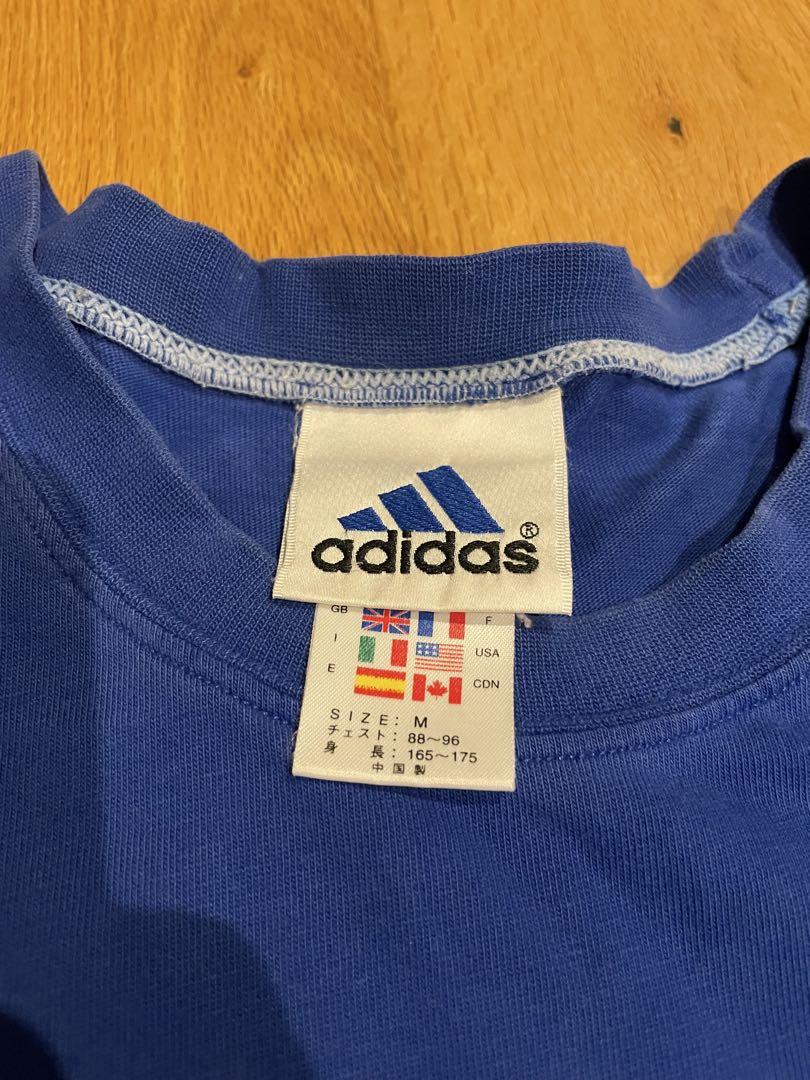 adidas®
GB F
I USA
E CDN
SIZE: M
チェスト: 88～96
身 長: 165～175
中国製